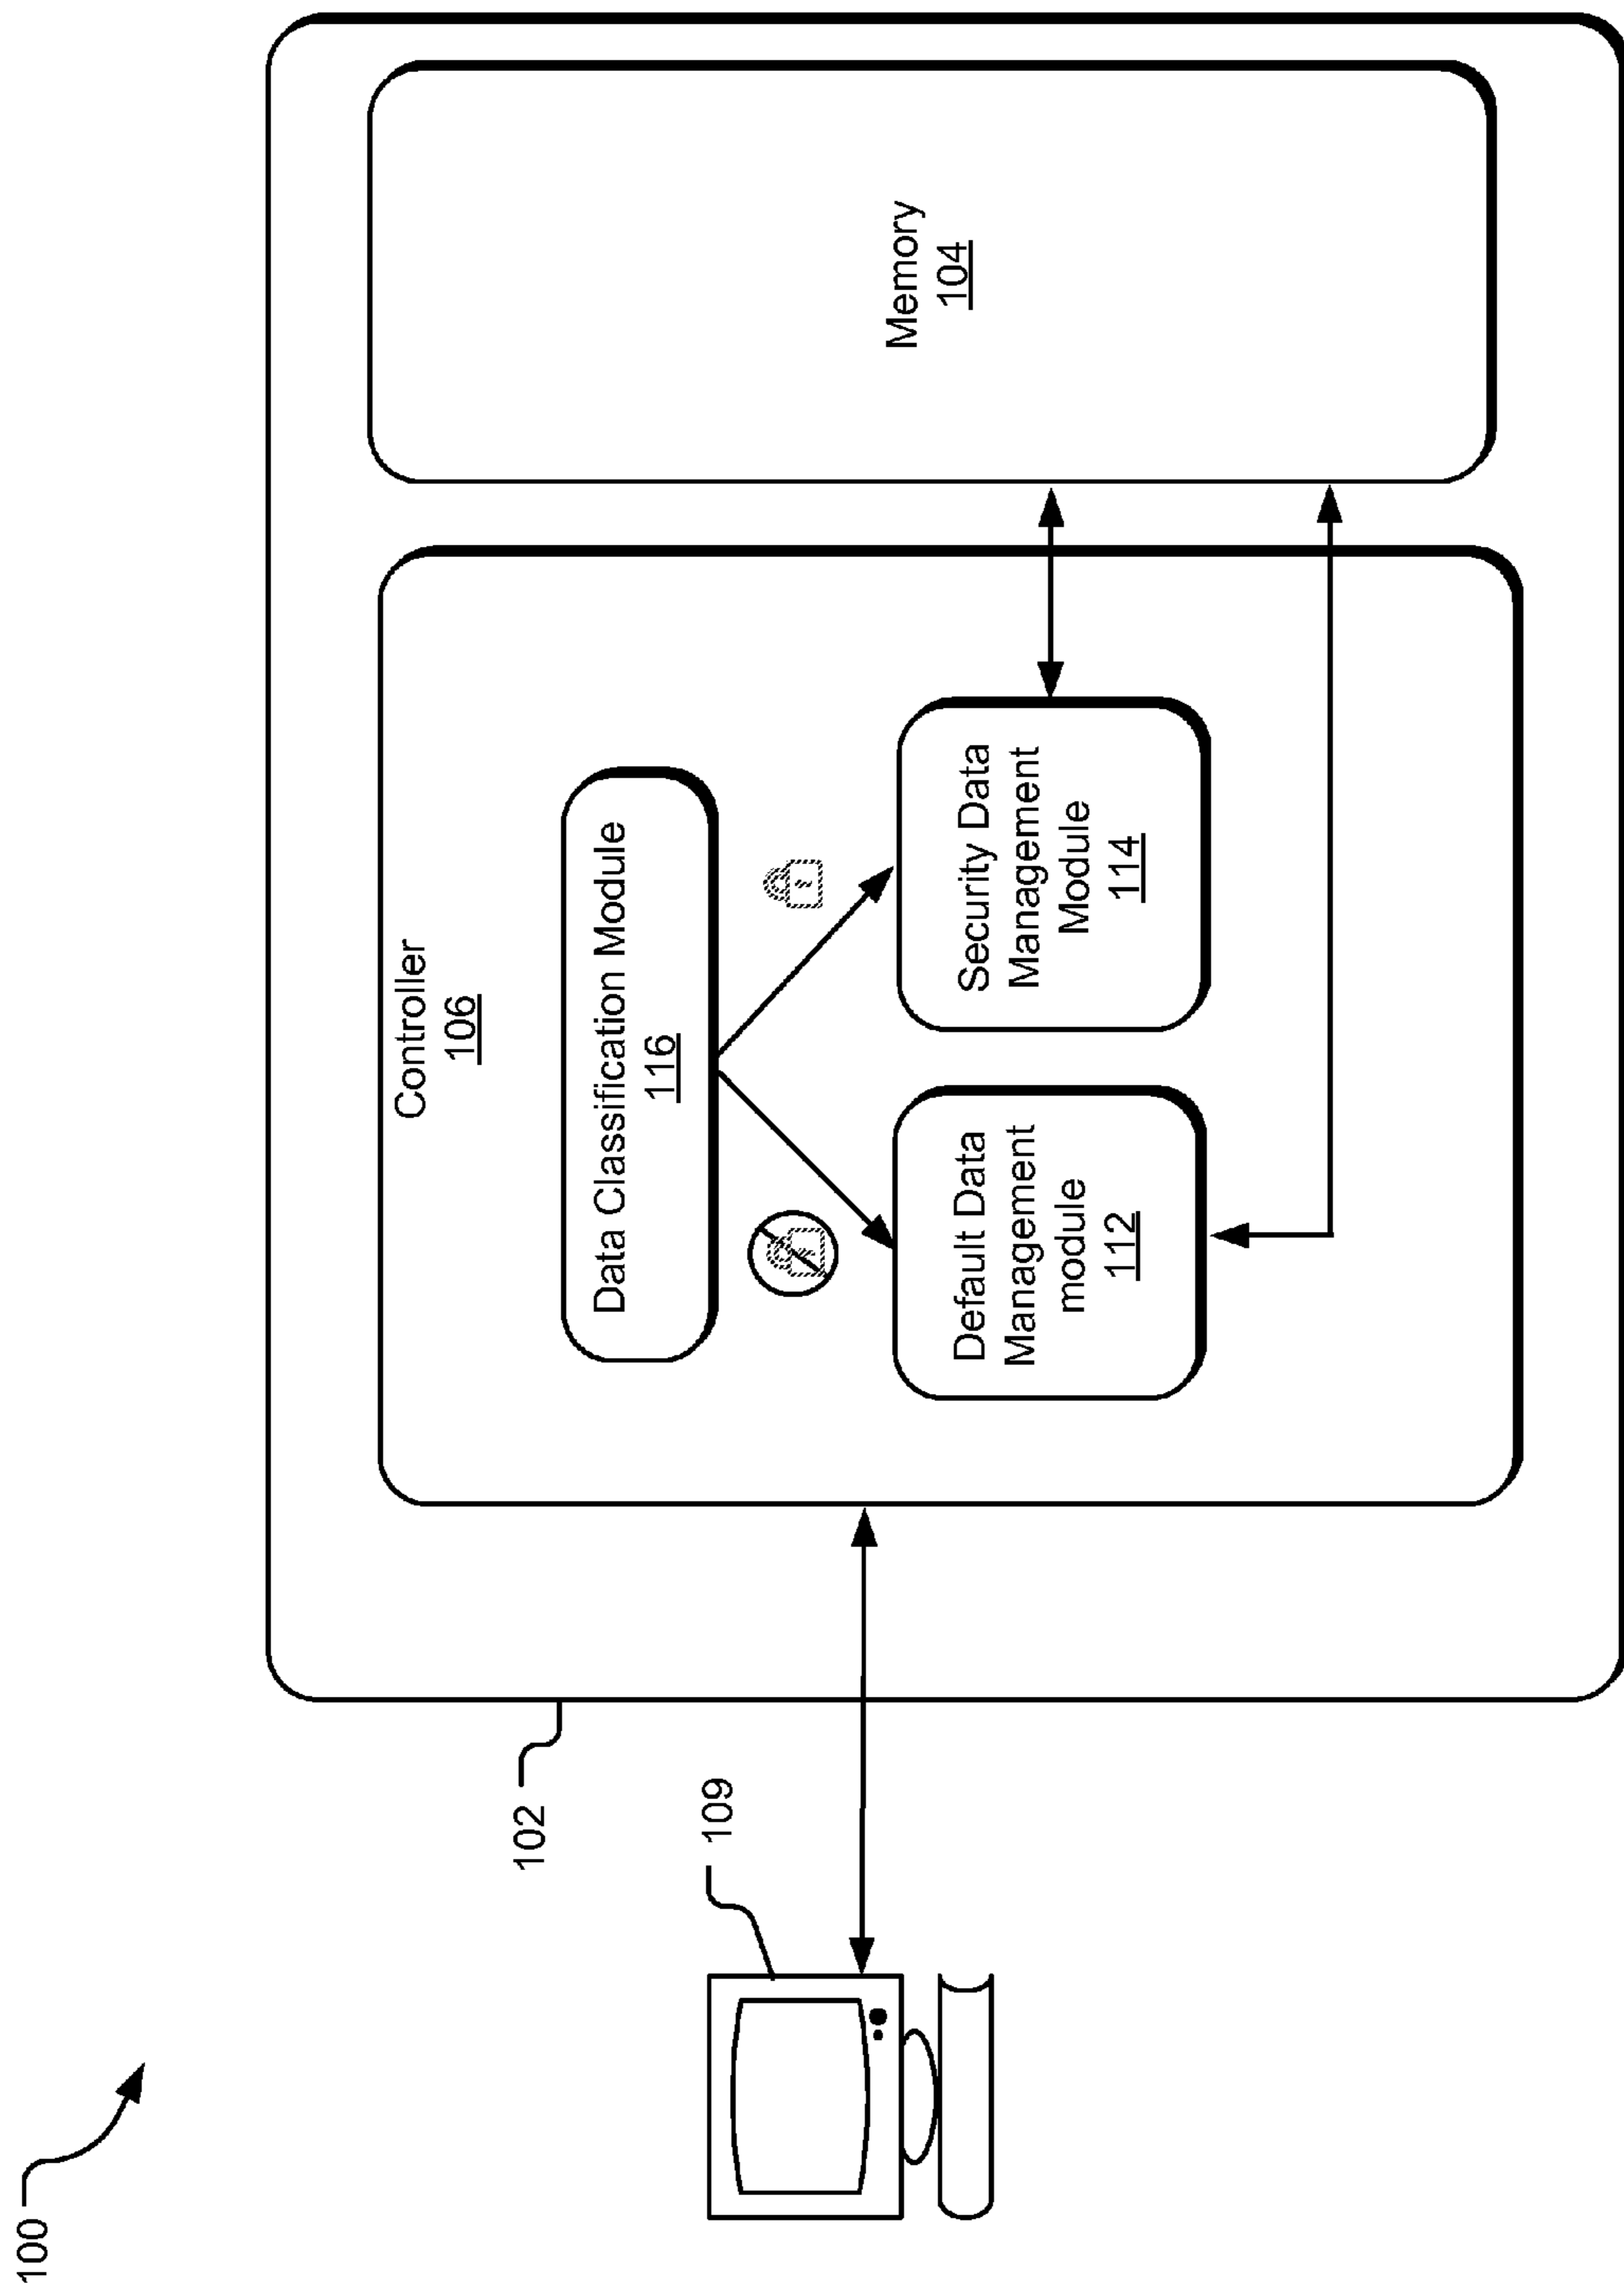 100
102
109
Controller
106
Data Classification Module
116
Default Data
Management
module
112
Security Data
Management
Module
114
Memory
104